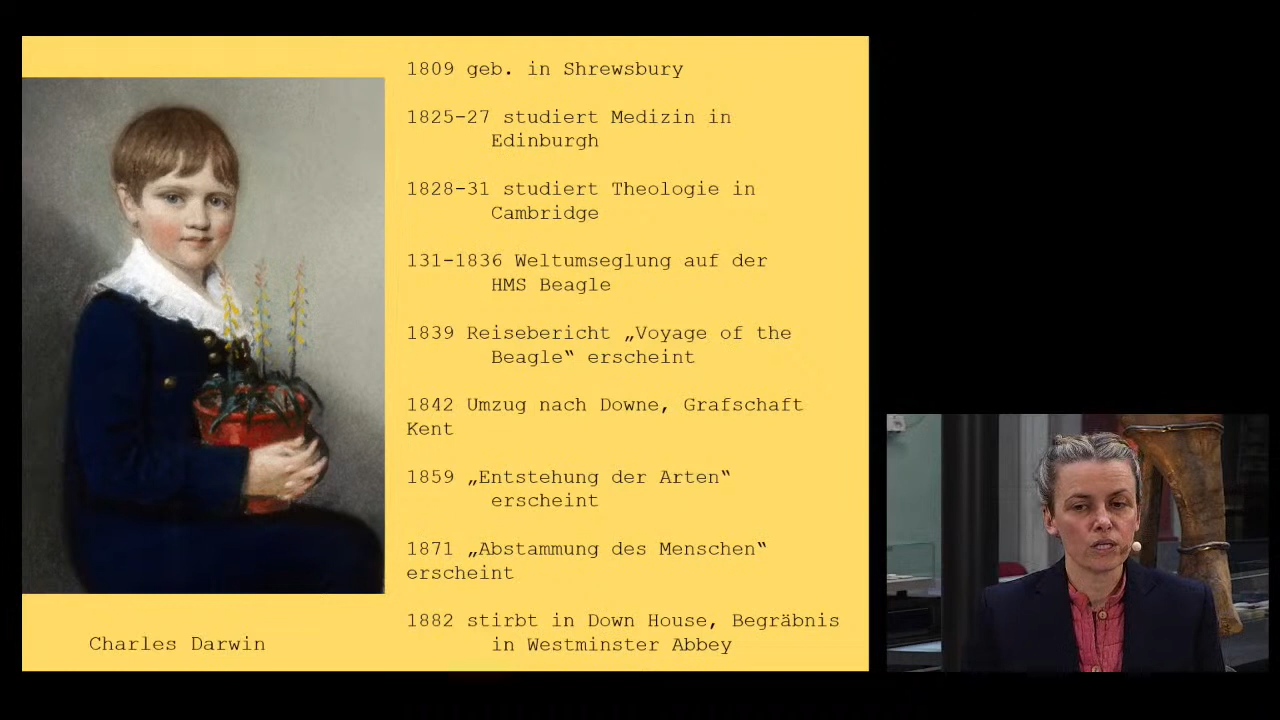 1809 geb. in Shrewsbury
1825-27 studiert Medizin in
Edinburgh
1828-31 studiert Theologie in
Cambridge
131-1836 Weltumseglung auf der
HMS Beagle
1839 Reisebericht „Voyage of the
Beagle‟ erscheint
1842 Umzug nach Downe, Grafschaft
Kent
1859 „Entstehung der Arten‟
erscheint
1871 „Abstammung des Menschen‟
erscheint
1882 stirbt in Down House, Begräbnis
in Westminster Abbey
Charles Darwin